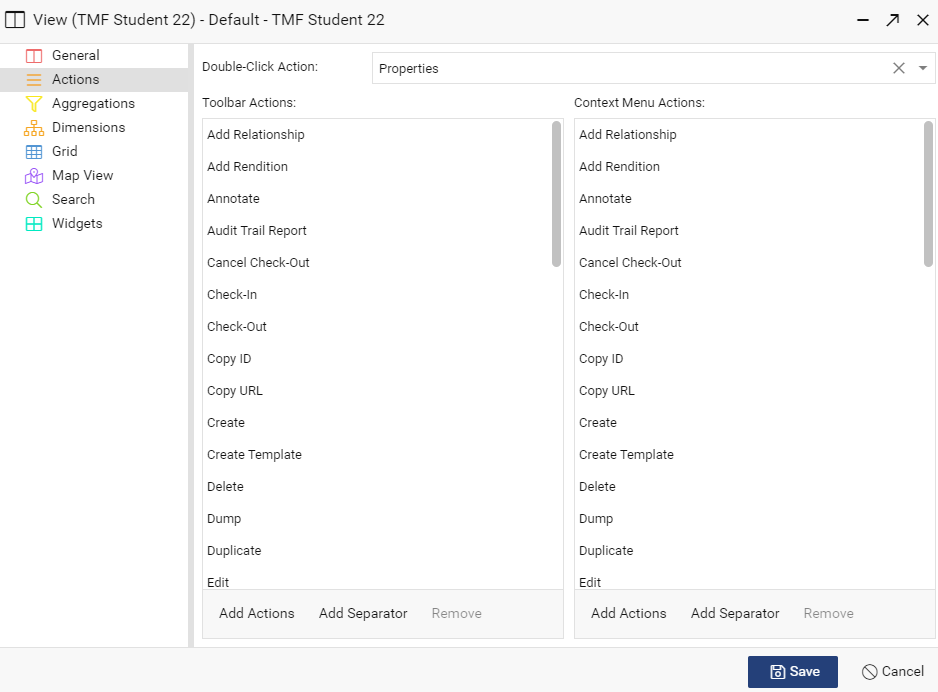 View (TMF Student 22) - Default - TMF Student 22
General
Actions
Aggregations
Dimensions
Grid
Map View
Search
Widgets
Double-Click Action:
Properties
Toolbar Actions:
Add Relationship
Add Rendition
Annotate
Audit Trail Report
Cancel Check-Out
Check-In
Check-Out
Copy ID
Copy URL
Create
Create Template
Delete
Dump
Duplicate
Edit
Add Actions Add Separator Remove
Context Menu Actions:
Add Relationship
Add Rendition
Annotate
Audit Trail Report
Cancel Check-Out
Check-In
Check-Out
Copy ID
Copy URL
Create
Create Template
Delete
Dump
Duplicate
Edit
Add Actions Add Separator Remove
Save Cancel